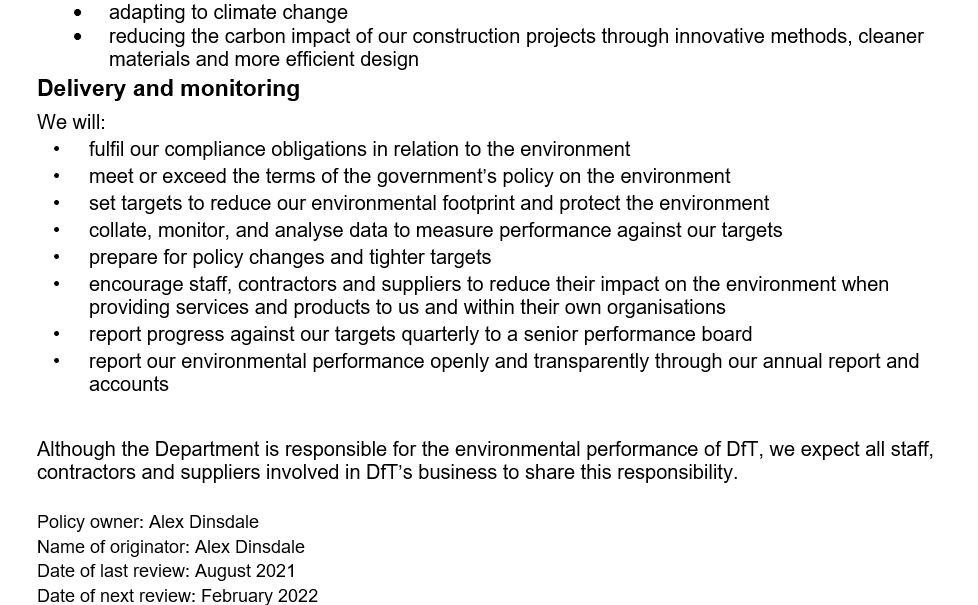 • adapting to climate change
• reducing the carbon impact of our construction projects through innovative methods, cleaner
materials and more efficient design
Delivery and monitoring
We will:
• fulfil our compliance obligations in relation to the environment
• meet or exceed the terms of the government’s policy on the environment
• set targets to reduce our environmental footprint and protect the environment
• collate, monitor, and analyse data to measure performance against our targets
• prepare for policy changes and tighter targets
• encourage staff, contractors and suppliers to reduce their impact on the environment when
providing services and products to us and within their own organisations
• report progress against our targets quarterly to a senior performance board
• report our environmental performance openly and transparently through our annual report and
accounts
Although the Department is responsible for the environmental performance of DfT, we expect all staff,
contractors and suppliers involved in DfT’s business to share this responsibility.
Policy owner: Alex Dinsdale
Name of originator: Alex Dinsdale
Date of last review: August 2021
Date of next review: February 2022